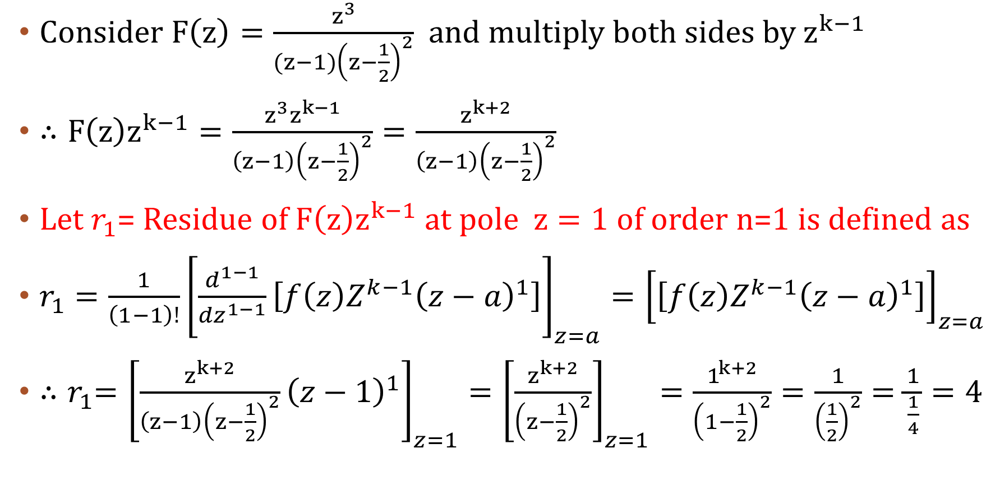 • Consider F(z) = \frac{z^3}{(z−1)\left(z−\frac{1}{2}\right)^2} and multiply both sides by z^{k−1}
• ∴ F(z)z^{k−1} = \frac{z^3z^{k−1}}{(z−1)\left(z−\frac{1}{2}\right)^2} = \frac{z^{k+2}}{(z−1)\left(z−\frac{1}{2}\right)^2}
• Let r_1= Residue of F(z)z^{k−1} at pole z = 1 of order n=1 is defined as
• r_1 = \frac{1}{(1−1)!} \left[\frac{d^{1−1}}{dz^{1−1}} [f(z)Z^{k−1}(z − a)^1]\right]_{z=a} = \left[[f(z)Z^{k−1}(z − a)^1]\right]_{z=a}
• ∴ r_1= \left[\frac{z^{k+2}}{(z−1)\left(z−\frac{1}{2}\right)^2} (z − 1)^1\right]_{z=1} = \left[\frac{z^{k+2}}{\left(z−\frac{1}{2}\right)^2}\right]_{z=1} = \frac{1^{k+2}}{\left(1−\frac{1}{2}\right)^2} = \frac{1}{\left(\frac{1}{2}\right)^2} = \frac{1}{\frac{1}{4}} = 4